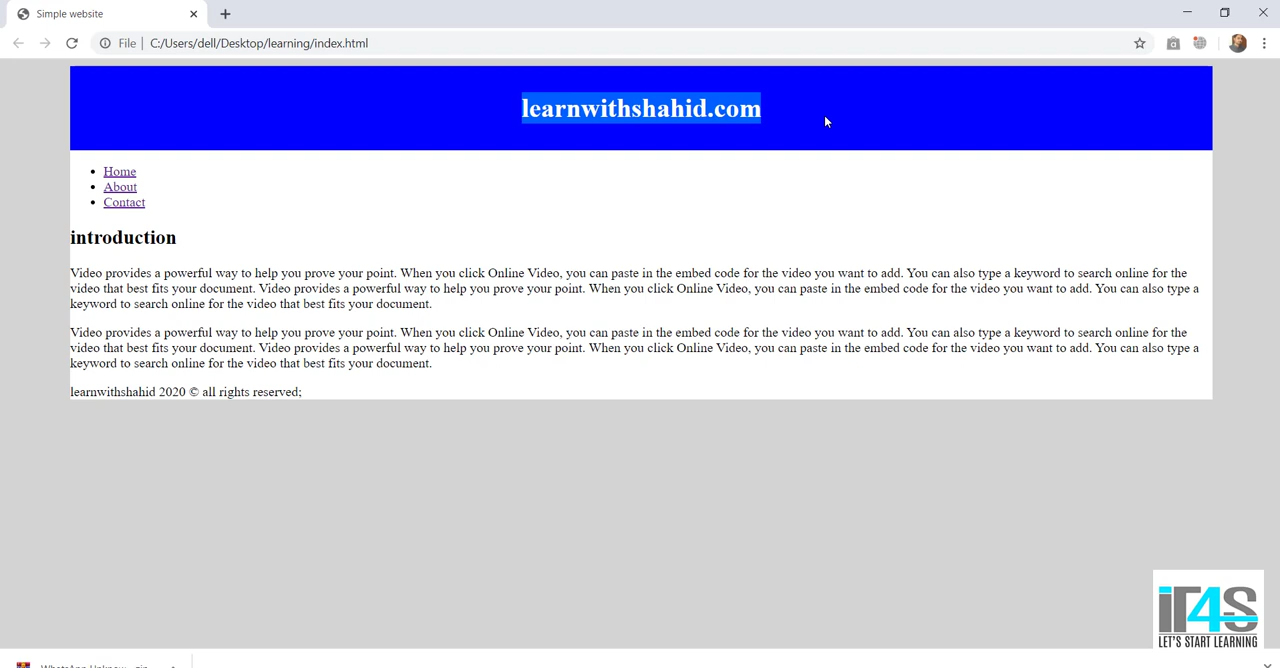 Simple website
File C:/Users/dell/Desktop/learning/index.html
learnwithshahid.com
Home
About
Contact
introduction
Video provides a powerful way to help you prove your point. When you click Online Video, you can paste in the embed code for the video you want to add. You can also type a keyword to search online for the
video that best fits your document. Video provides a powerful way to help you prove your point. When you click Online Video, you can paste in the embed code for the video you want to add. You can also type a
keyword to search online for the video that best fits your document.
Video provides a powerful way to help you prove your point. When you click Online Video, you can paste in the embed code for the video you want to add. You can also type a keyword to search online for the
video that best fits your document. Video provides a powerful way to help you prove your point. When you click Online Video, you can paste in the embed code for the video you want to add. You can also type a
keyword to search online for the video that best fits your document.
learnwithshahid 2020 © all rights reserved;
iT4S
LET'S START LEARNING